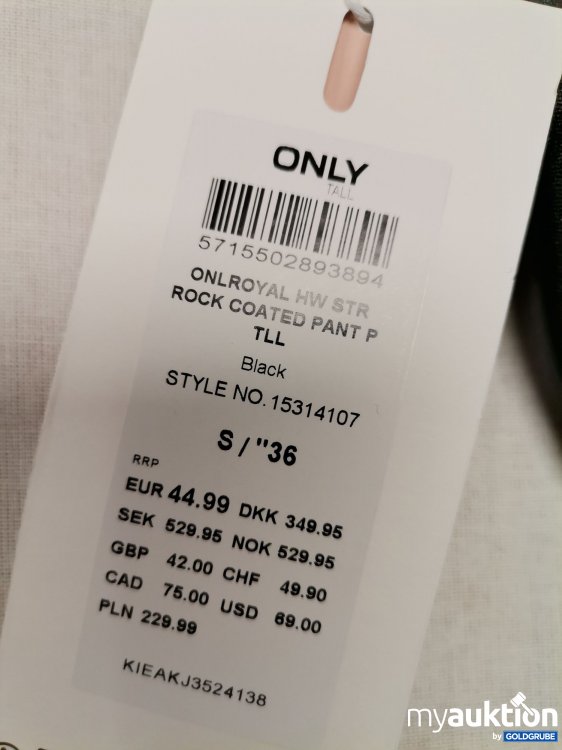 ONLY
TALL
5715502893894
ONLROYAL HW STR
ROCK COATED PANT P
TLL
Black
STYLE NO. 15314107
S / "36
RRP
EUR 44.99 DKK 349.95
SEK 529.95 NOK 529.95
GBP 42.00 CHF 49.90
CAD 75.00 USD 69.00
PLN 229.99
KIEAKJ3524138
myauktion
by GOLDGRUBE